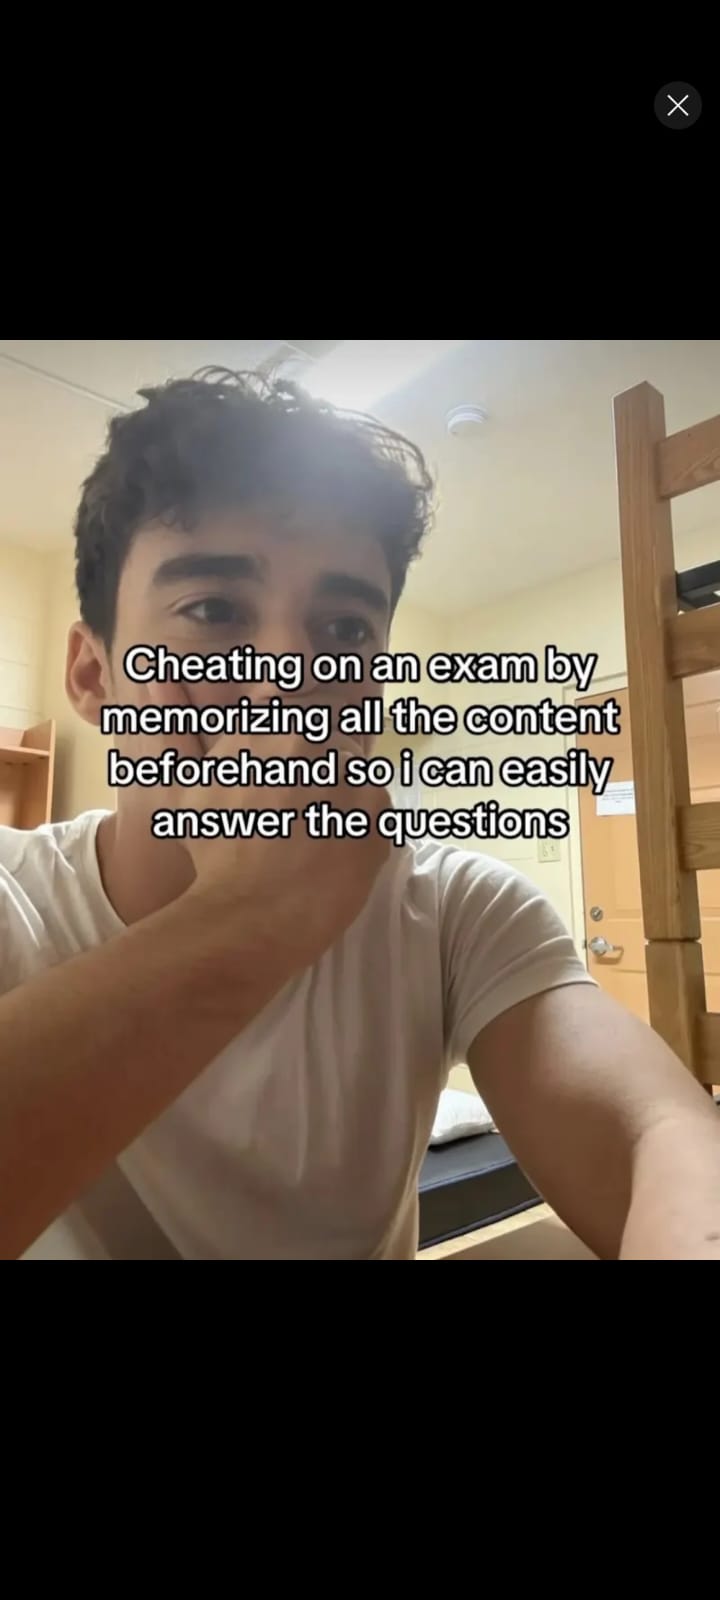 Cheating on an exam by
memorizing all the content
beforehand so i can easily
answer the questions